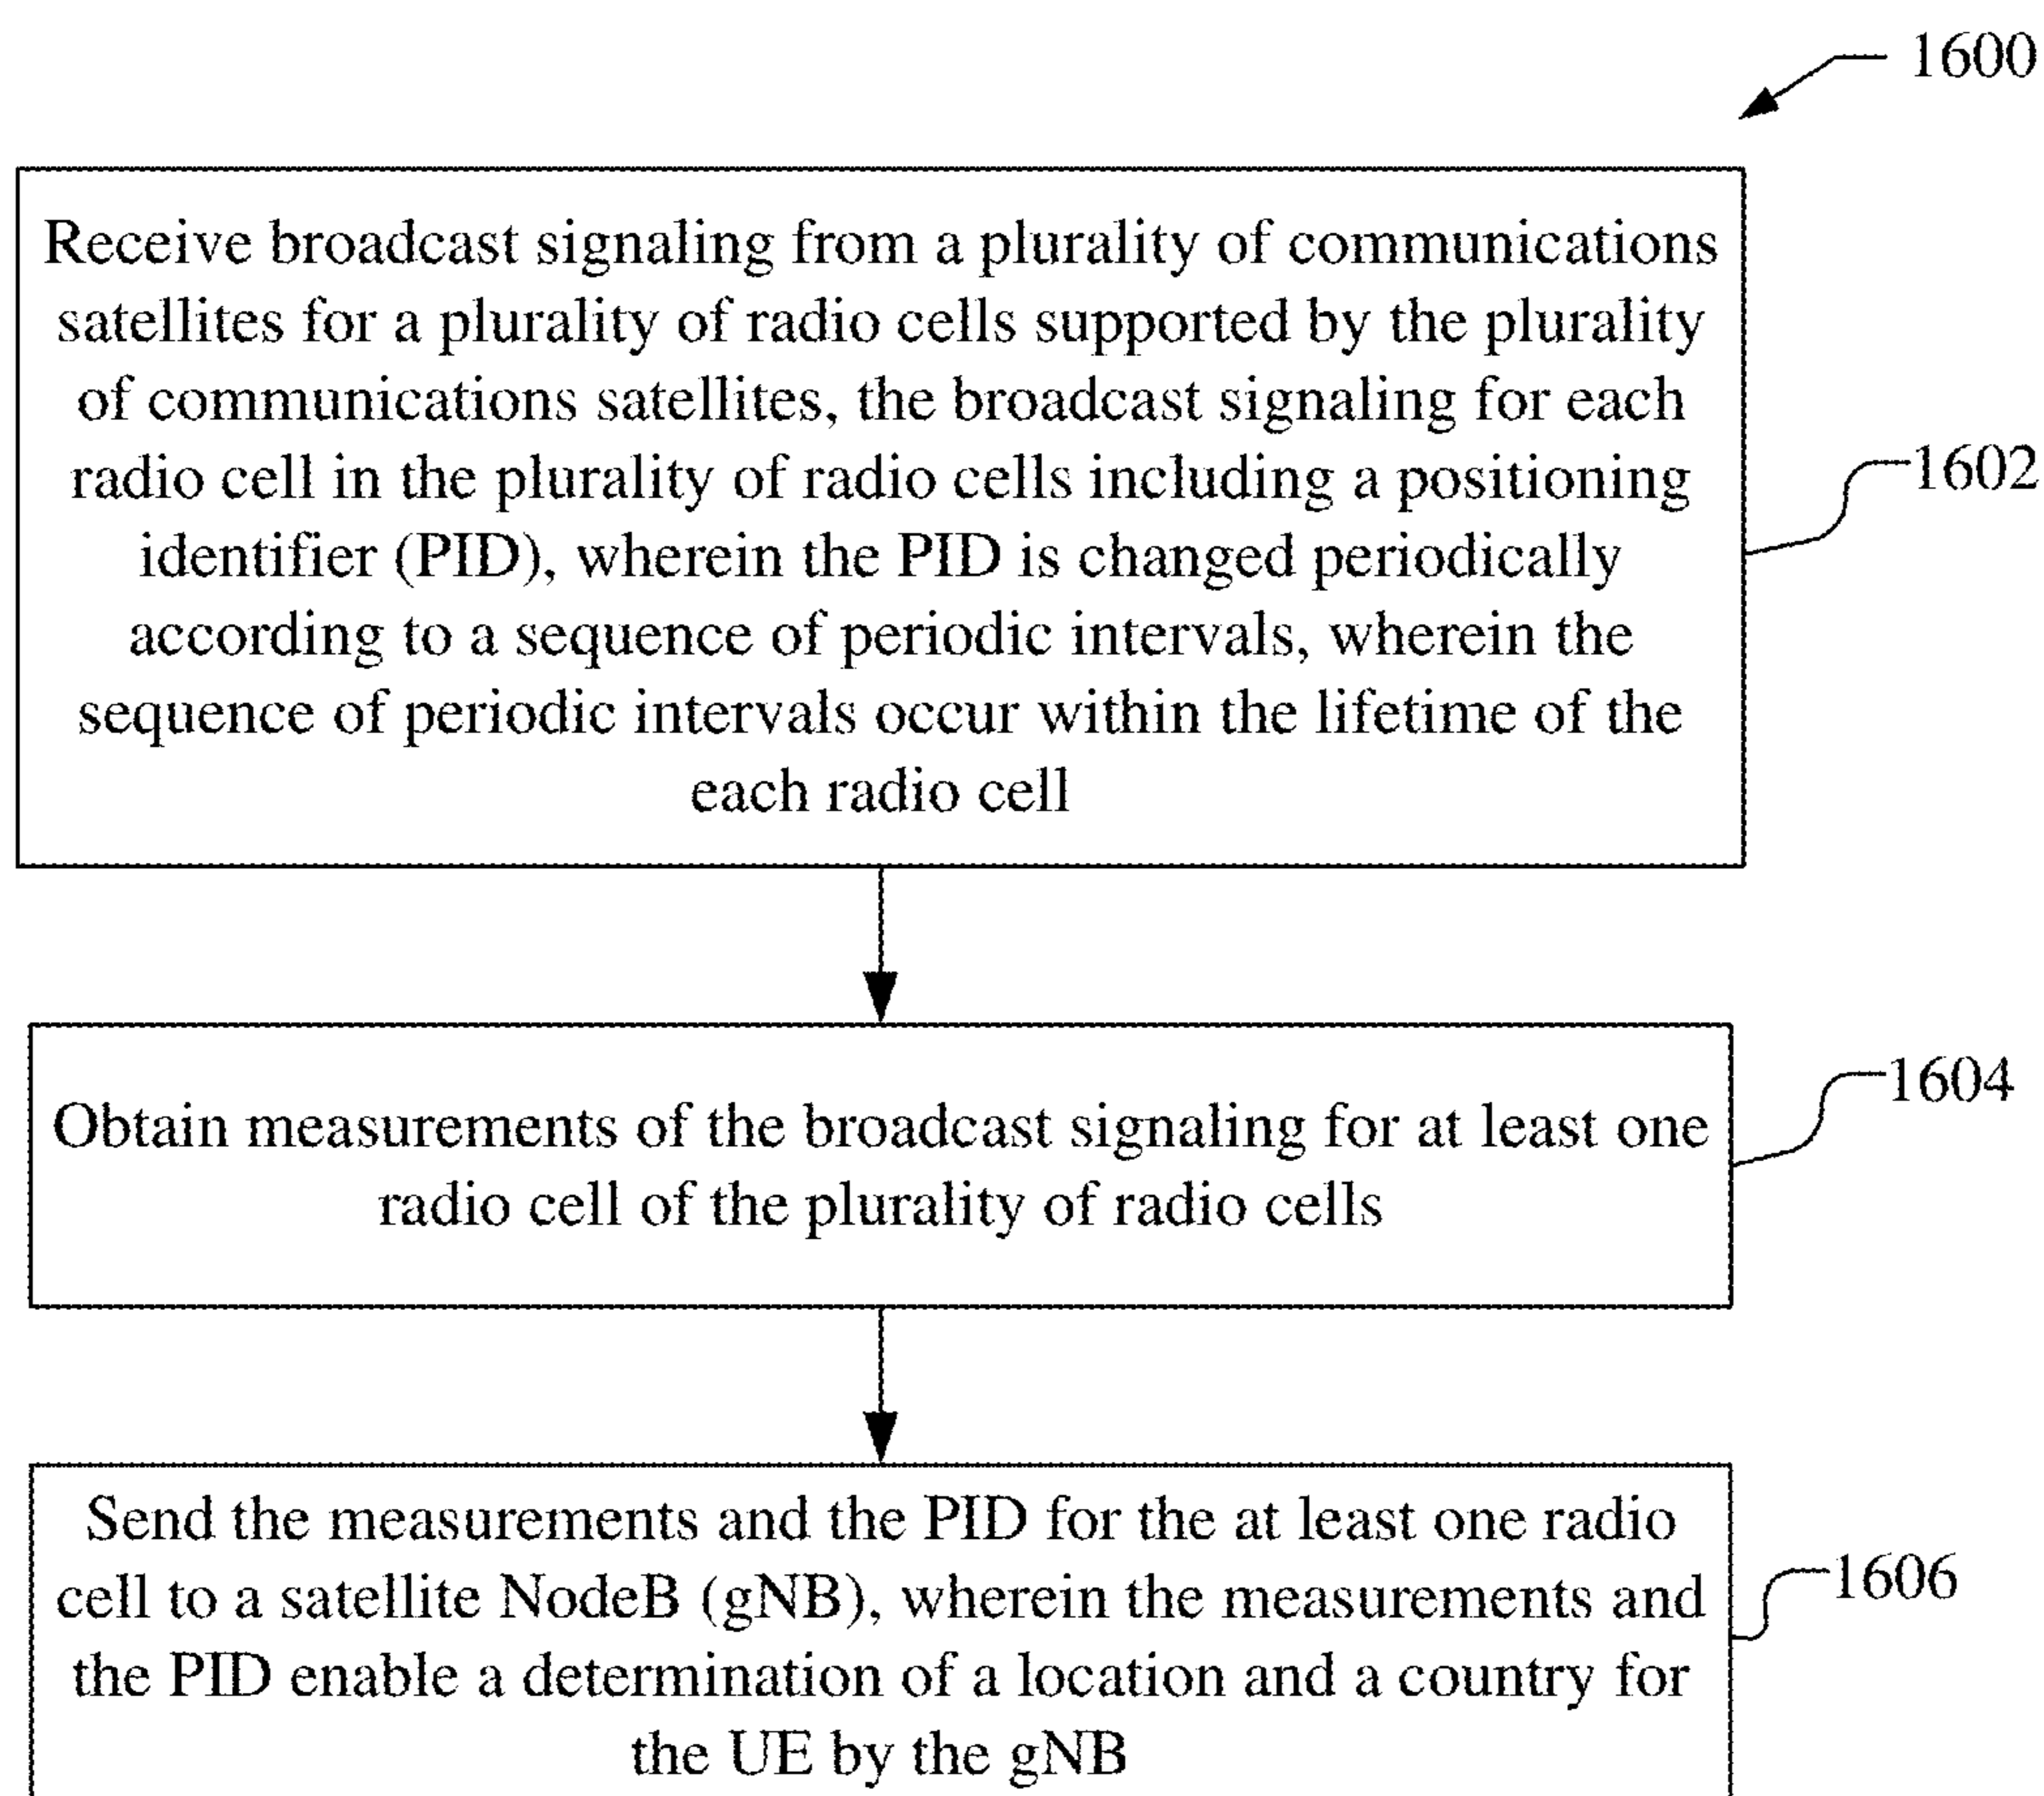 1600
Receive broadcast signaling from a plurality of communications
satellites for a plurality of radio cells supported by the plurality
of communications satellites, the broadcast signaling for each
radio cell in the plurality of radio cells including a positioning
identifier (PID), wherein the PID is changed periodically
according to a sequence of periodic intervals, wherein the
sequence of periodic intervals occur within the lifetime of the
each radio cell
1602
Obtain measurements of the broadcast signaling for at least one
radio cell of the plurality of radio cells
1604
Send the measurements and the PID for the at least one radio
cell to a satellite NodeB (gNB), wherein the measurements and
the PID enable a determination of a location and a country for
the UE by the gNB
1606